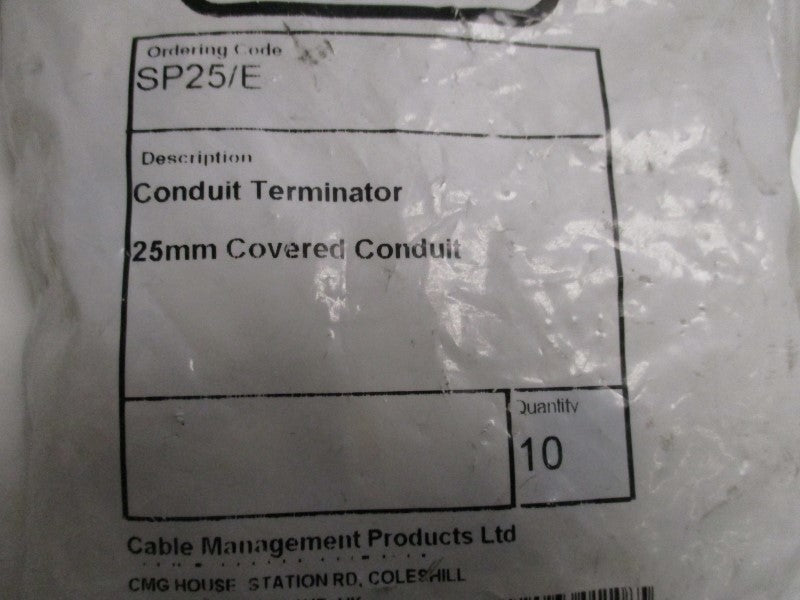 Ordering Code
SP25/E
Description
Conduit Terminator
25mm Covered Conduit
Quantity
10
Cable Management Products Ltd
CMG HOUSE STATION RD, COLESHILL